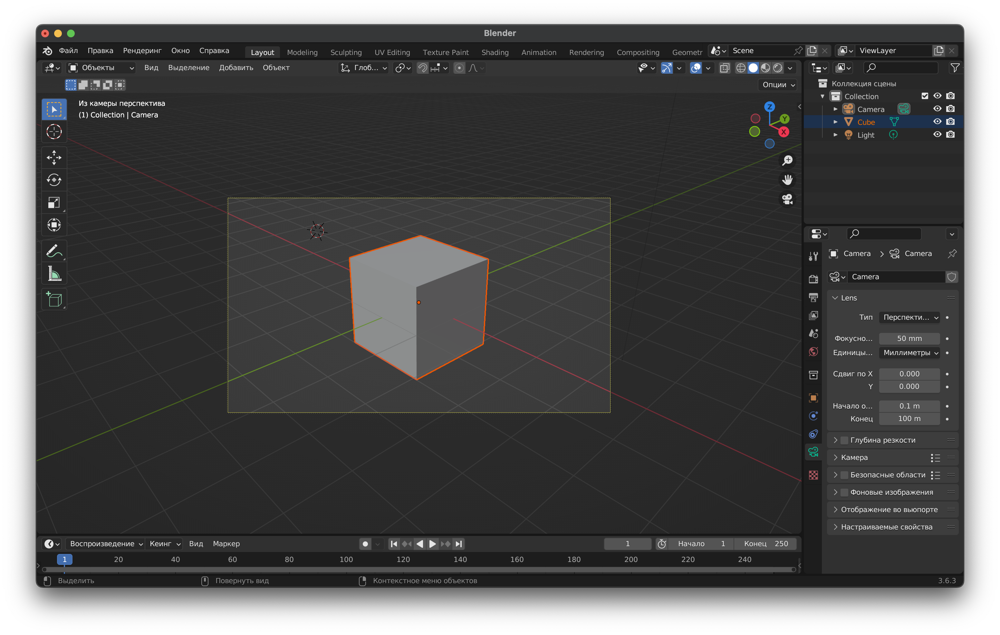 Blender
Файл Правка Рендеринг Окно Справка Layout Modeling Sculpting UV Editing Texture Paint Shading Animation Rendering Compositing Geometr Scene ViewLayer
Объекты Вид Выделение Добавить Объект Глоб...
Опции
Из камеры перспектива
(1) Collection | Camera
Z
Y
X
Коллекция сцены
Collection
Camera
Cube
Light
Camera Camera
Camera
Lens
Тип Перспекти...
Фокусно... 50 mm
Единицы... Миллиметры
Сдвиг по X 0.000
Y 0.000
Начало о... 0.1 m
Конец 100 m
Глубина резкости
Камера
Безопасные области
Фоновые изображения
Отображение во вьюпорте
Настраиваемые свойства
Воспроизведение Кеинг Вид Маркер 1 Начало 1 Конец 250
1 20 40 60 80 100 120 140 160 180 200 220 240
Выделить Повернуть вид Контекстное меню объектов 3.6.3